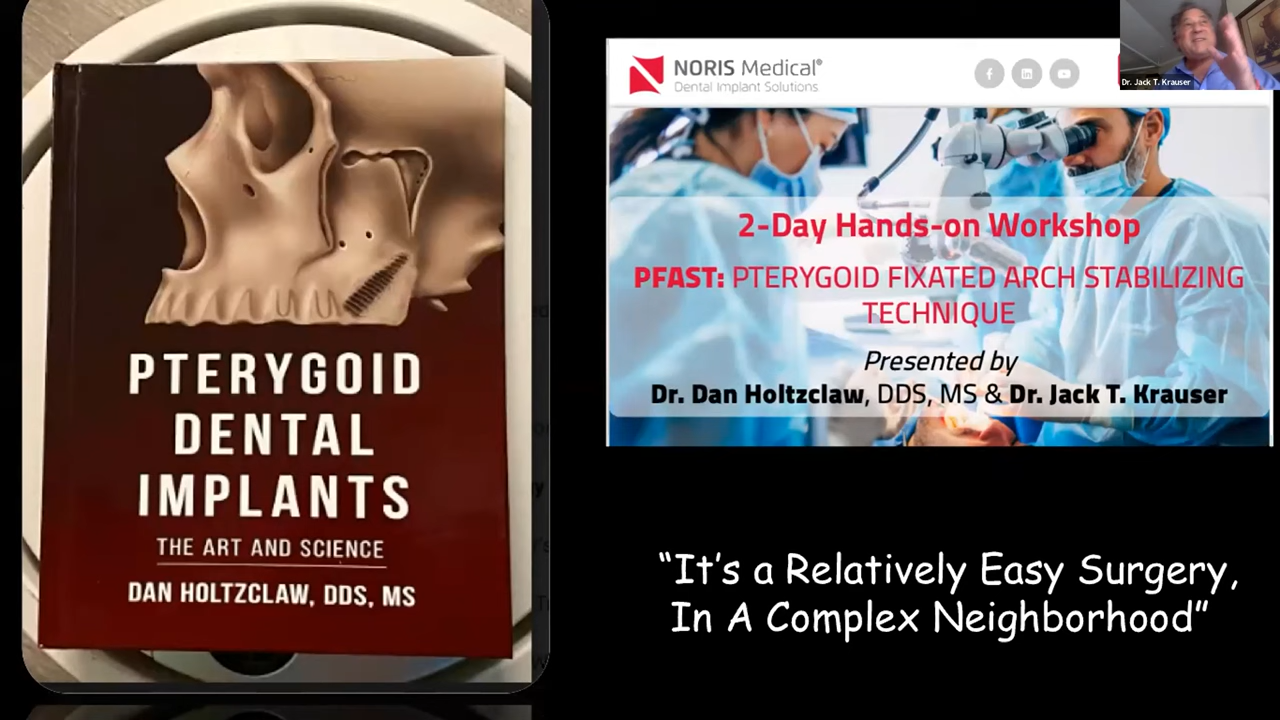 PTERYGOID
DENTAL
IMPLANTS
THE ART AND SCIENCE
DAN HOLTZCLAW, DDS, MS
NORIS Medical®
Dental Implant Solutions
Dr. Jack T. Krauser
2-Day Hands-on Workshop
PFAST: PTERYGOID FIXATED ARCH STABILIZING
TECHNIQUE
Presented by
Dr. Dan Holtzclaw, DDS, MS & Dr. Jack T. Krauser
“It’s a Relatively Easy Surgery,
In A Complex Neighborhood”